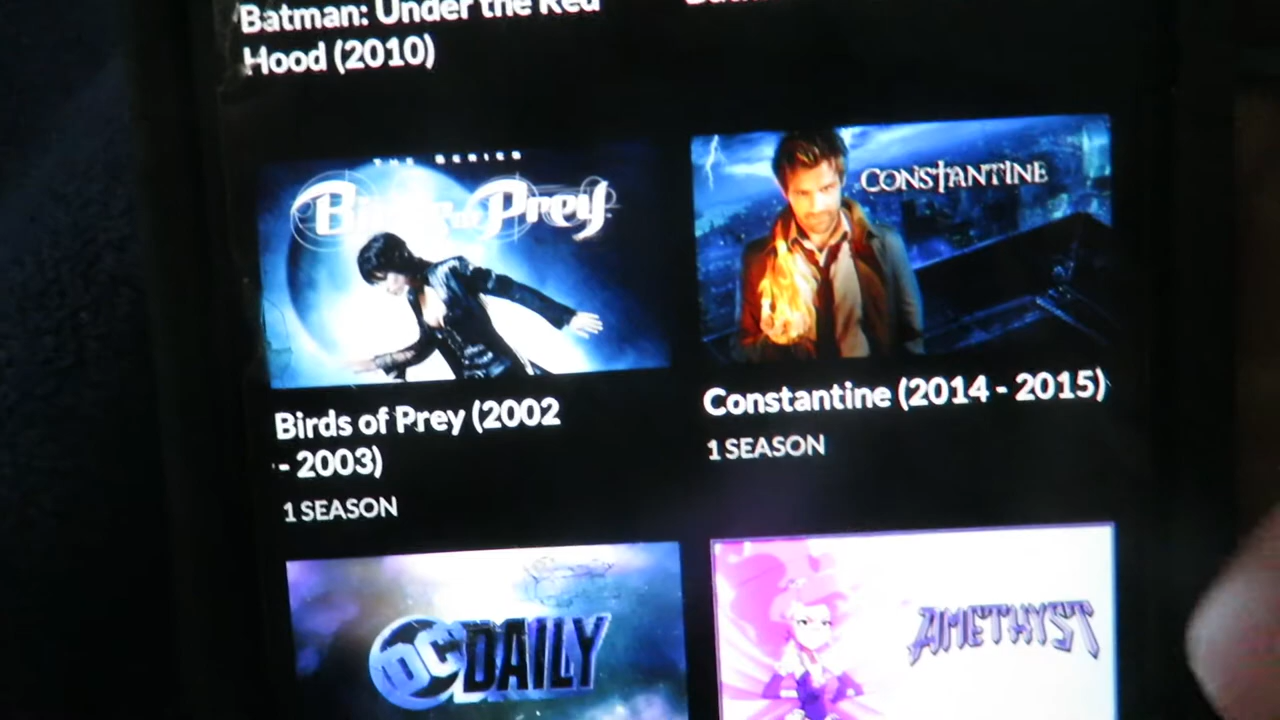 Batman: Under the Red
Hood (2010)
THE SERIES
Birds of Prey
CONSTANTINE
Birds of Prey (2002
- 2003)
1 SEASON
Constantine (2014 - 2015)
1 SEASON
DC DAILY
AMETHYST